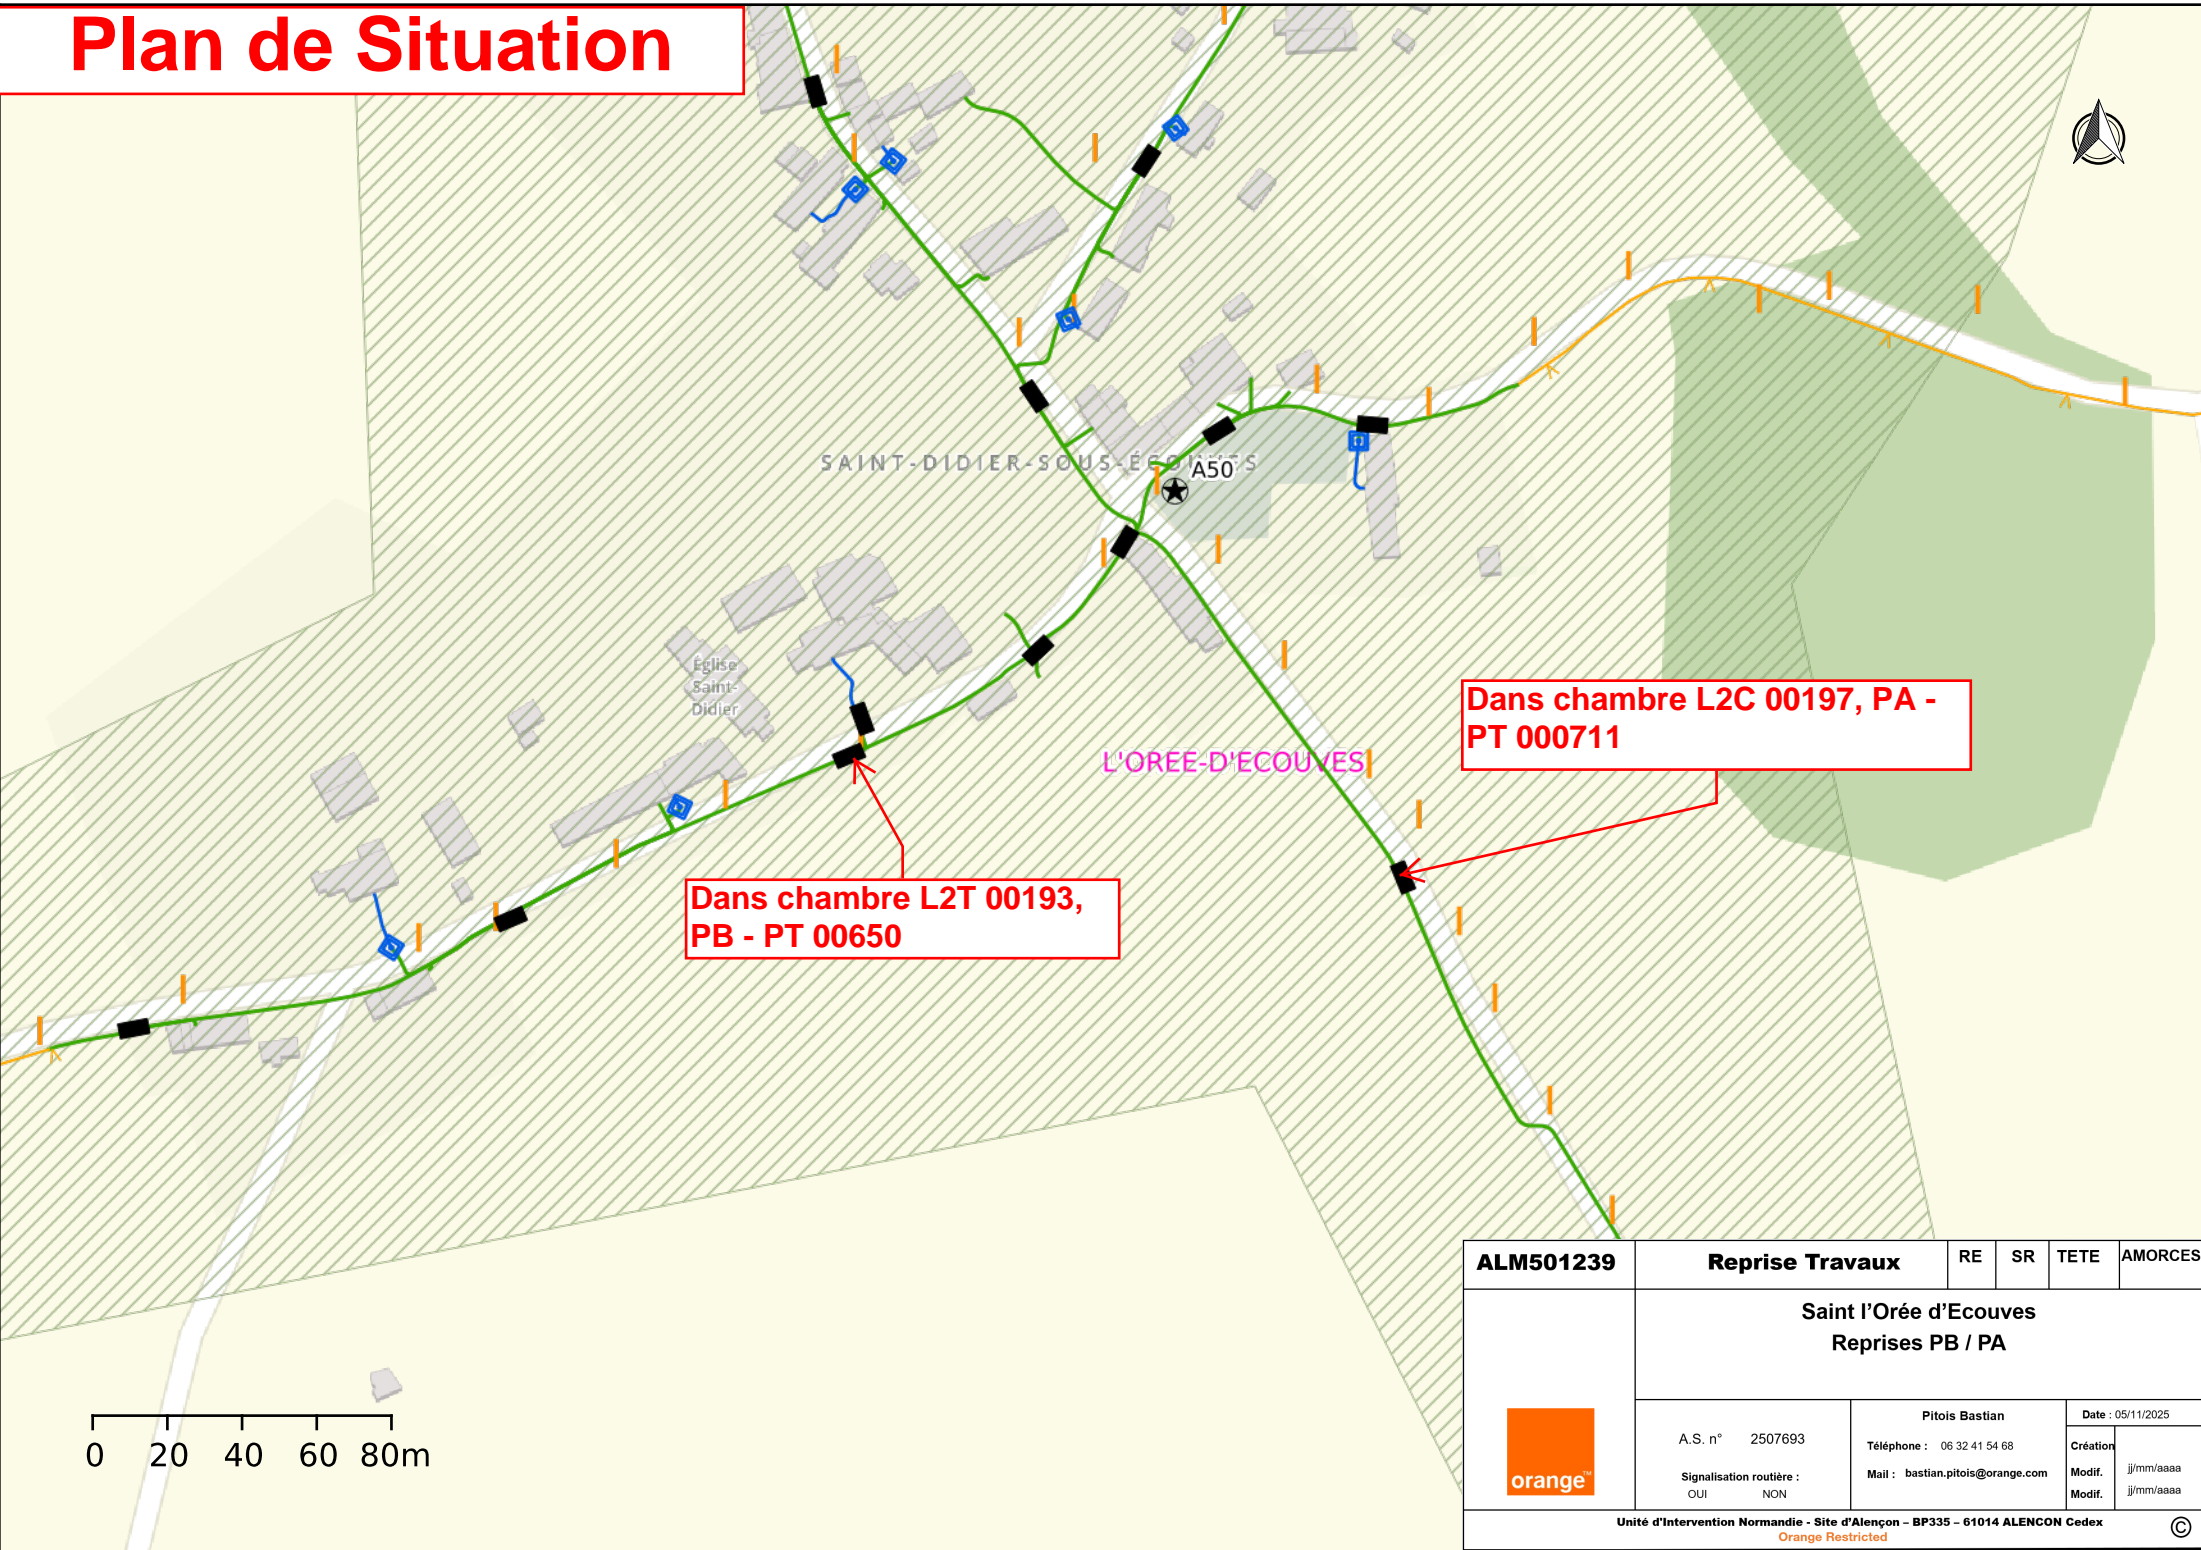 Plan de Situation
SAINT-DIDIER-SOUS-ÉCOUVES
A50
Église
Saint-
Didier
Dans chambre L2C 00197, PA -
PT 000711
L'OREE-D'ECOUVES
Dans chambre L2T 00193,
PB - PT 00650
ALM501239
Reprise Travaux
RE
SR
TETE
AMORCES
Saint l’Orée d’Ecouves
Reprises PB / PA
orange™
A.S. n° 2507693
Signalisation routière :
OUI NON
Pitois Bastian
Téléphone : 06 32 41 54 68
Mail : bastian.pitois@orange.com
Date : 05/11/2025
Création
Modif. jj/mm/aaaa
Modif. jj/mm/aaaa
Unité d'Intervention Normandie - Site d’Alençon – BP335 – 61014 ALENCON Cedex
Orange Restricted
©
0 20 40 60 80m